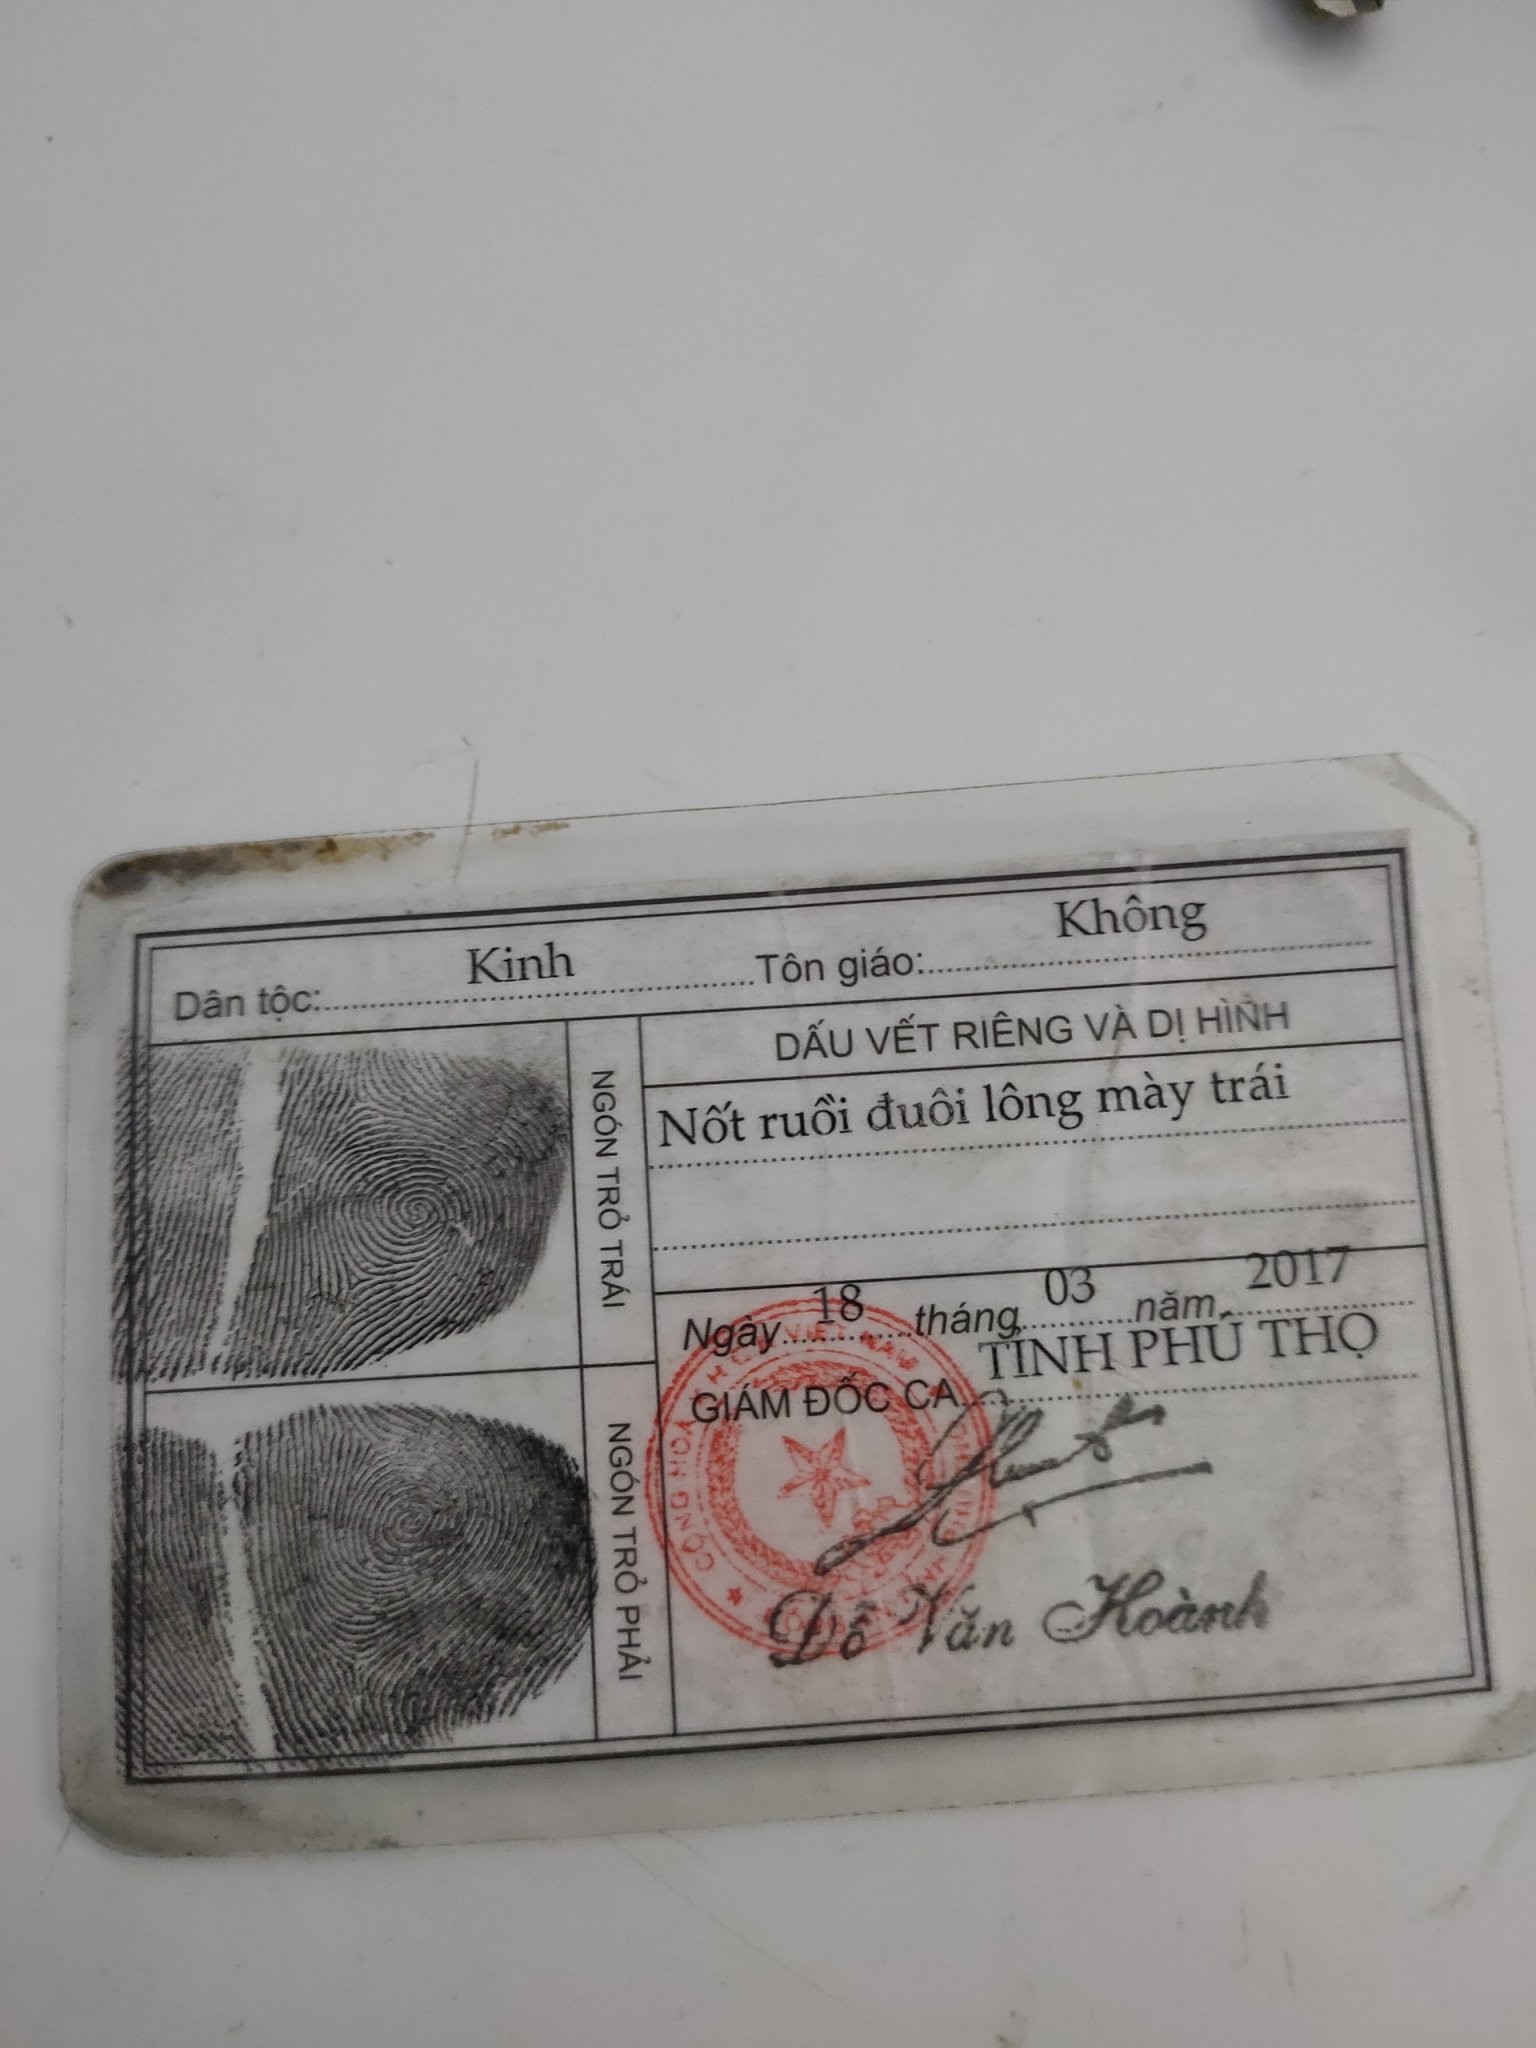 Dân tộc: Kinh Tôn giáo: Không
NGÓN TRỎ TRÁI
DẤU VẾT RIÊNG VÀ DỊ HÌNH
Nốt ruồi đuôi lông mày trái
Ngày 18 tháng 03 năm 2017
GIÁM ĐỐC CA TỈNH PHÚ THỌ
NGÓN TRỎ PHẢI
Đỗ Văn Hoành